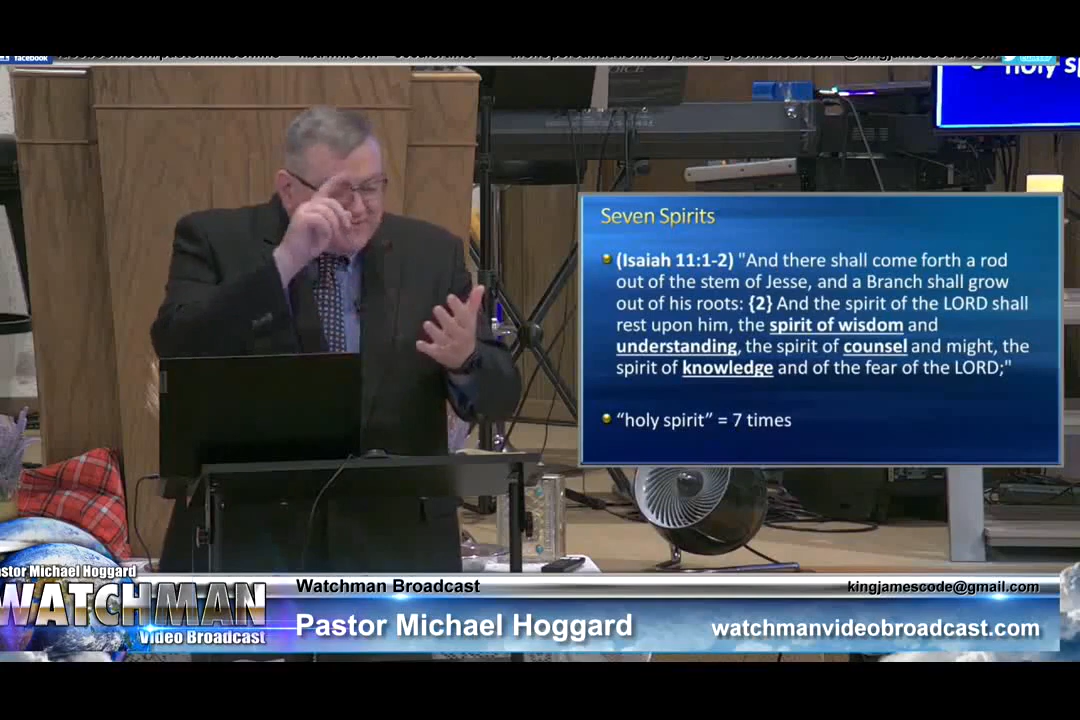 facebook
holy sp
Seven Spirits
(Isaiah 11:1-2) "And there shall come forth a rod
out of the stem of Jesse, and a Branch shall grow
out of his roots: {2} And the spirit of the LORD shall
rest upon him, the spirit of wisdom and
understanding, the spirit of counsel and might, the
spirit of knowledge and of the fear of the LORD;"
“holy spirit” = 7 times
astor Michael Hoggard
WATCHMAN
Video Broadcast
Watchman Broadcast
kingjamescode@gmail.com
Pastor Michael Hoggard
watchmanvideobroadcast.com